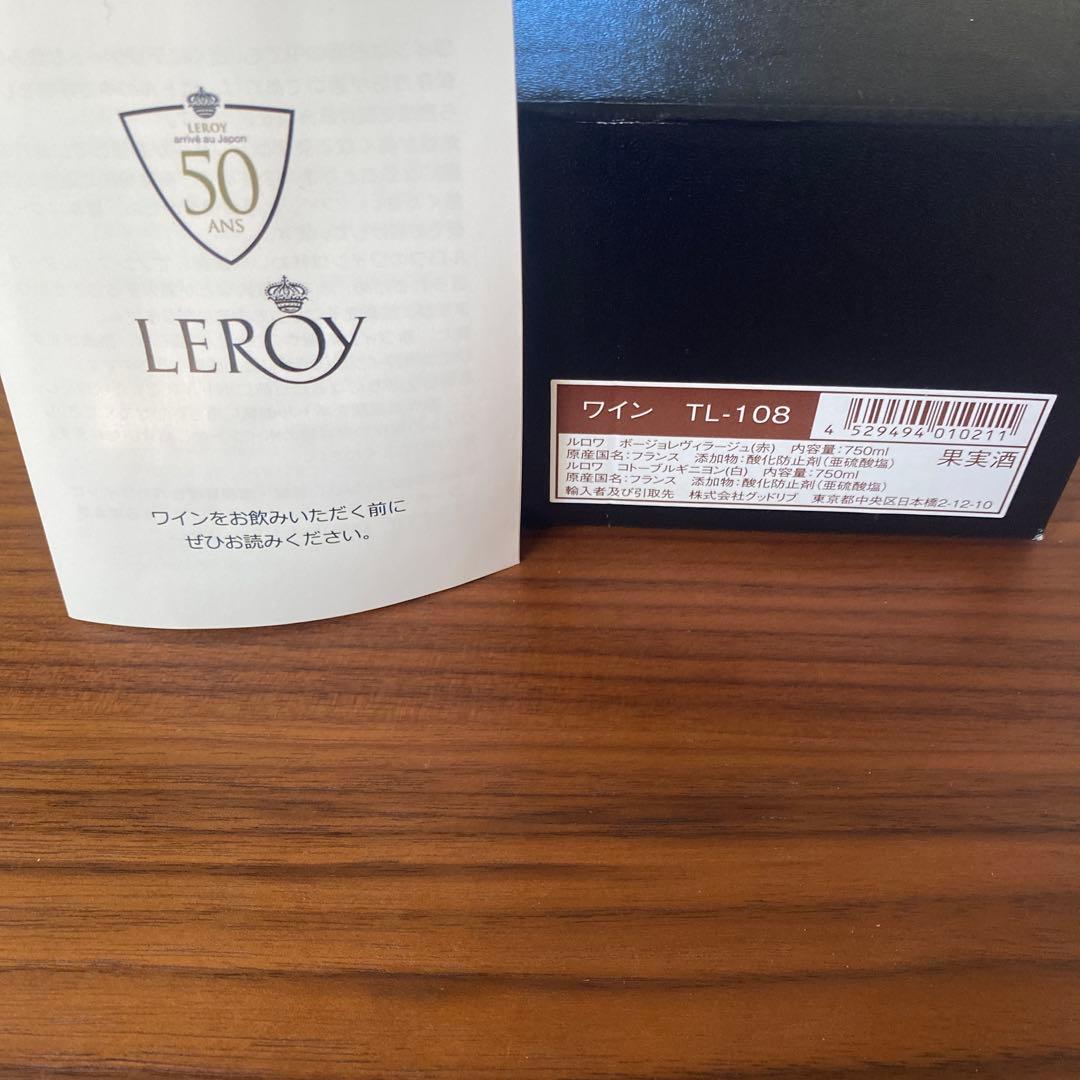 LEROY
arrivé au Japon
50
ANS
LEROY
ワインをお飲みいただく前に
ぜひお読みください。
ワイン TL-108
4 529494 010211
ルロワ ボージョレヴィラージュ(赤) 内容量:750ml
原産国名:フランス 添加物:酸化防止剤(亜硫酸塩)
果実酒
ルロワ コトーブルギニヨン(白) 内容量:750ml
原産国名:フランス 添加物:酸化防止剤(亜硫酸塩)
輸入者及び引取先 株式会社グッドリブ 東京都中央区日本橋2-12-10